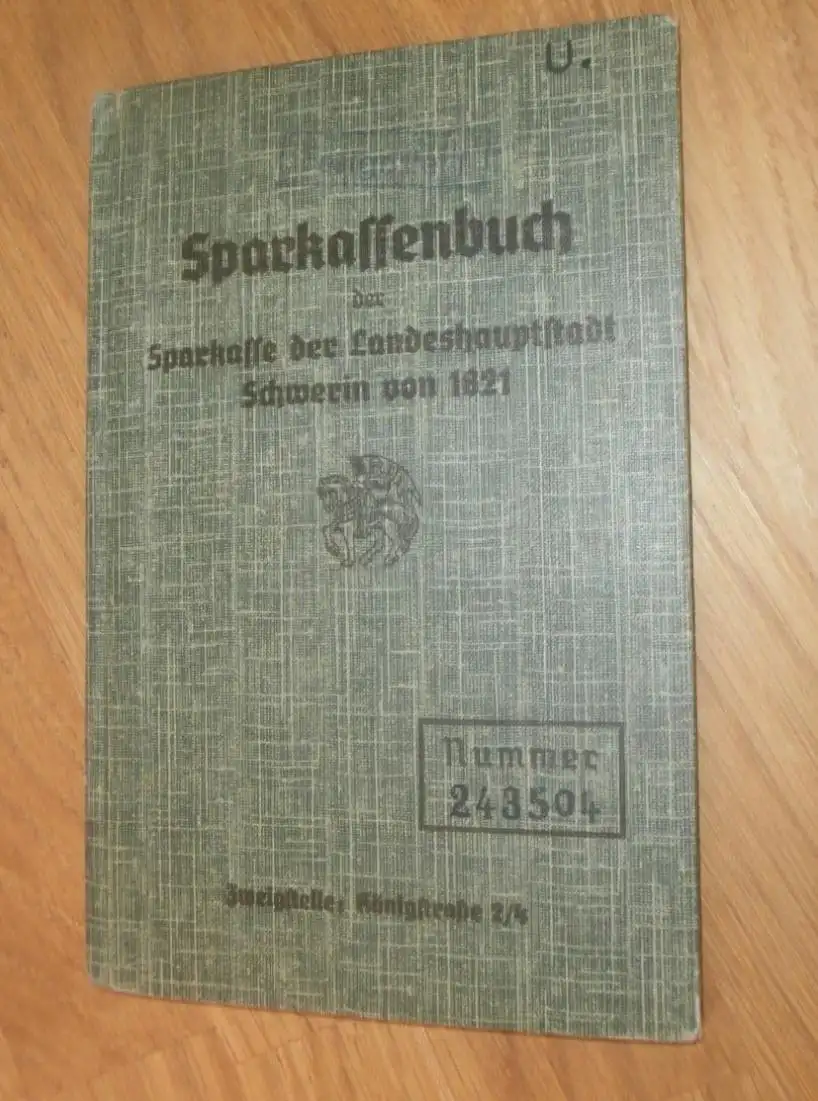 U.
Sparkassenbuch
der
Sparkasse der Landeshauptstadt
Schwerin von 1821
Nummer
243504
Zweigstelle: Königstraße 2/4